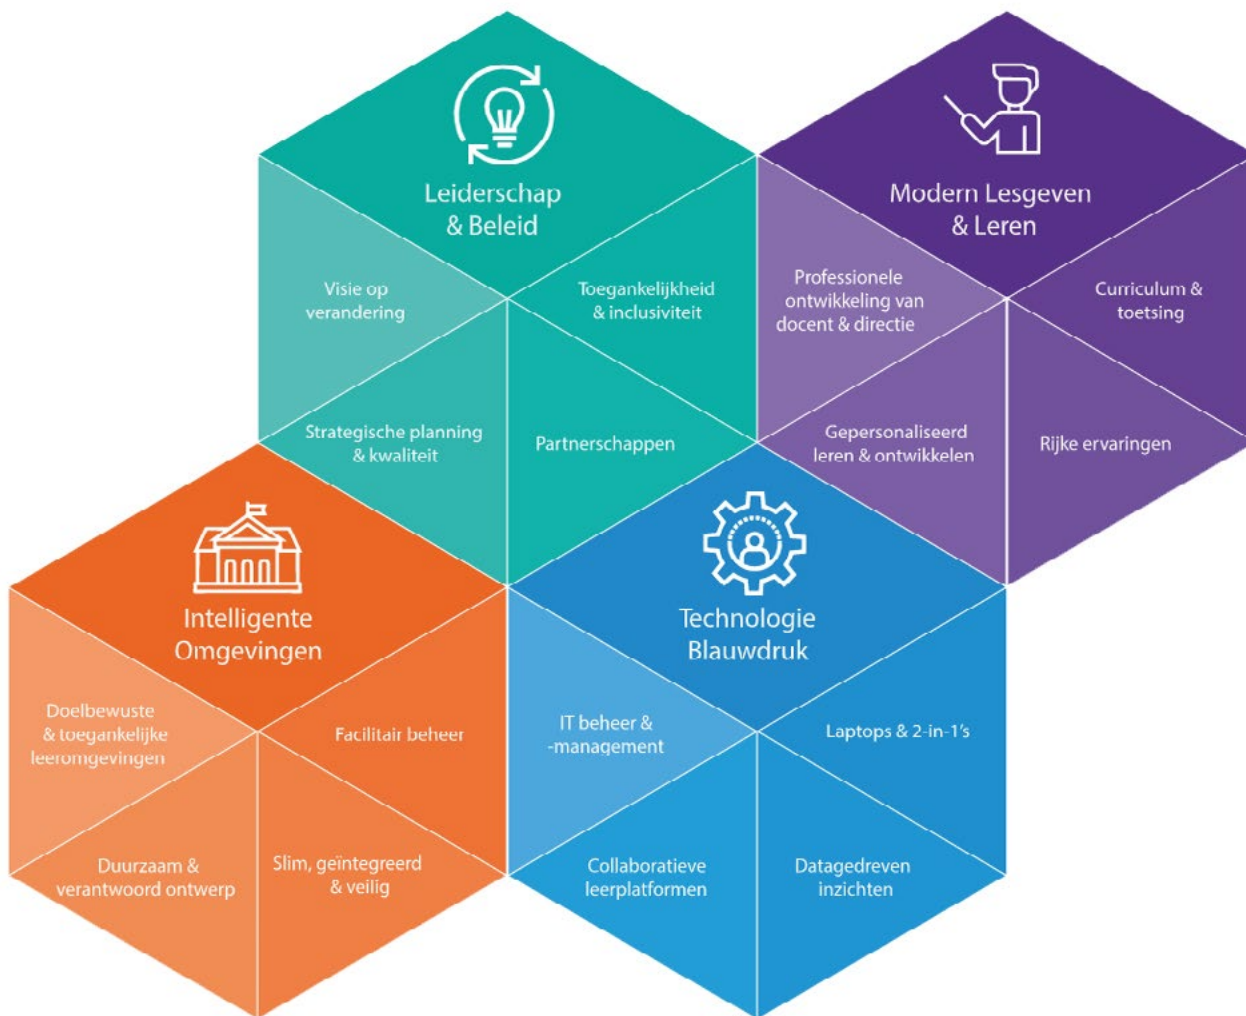 Leiderschap
& Beleid
Visie op
verandering
Toegankelijkheid
& inclusiviteit
Strategische planning
& kwaliteit
Partnerschappen
Modern Lesgeven
& Leren
Professionele
ontwikkeling van
docent & directie
Curriculum &
toetsing
Gepersonaliseerd
leren & ontwikkelen
Rijke ervaringen
Intelligente
Omgevingen
Doelbewuste
& toegankelijke
leeromgevingen
Facilitair beheer
Duurzaam &
verantwoord ontwerp
Slim, geïntegreerd
& veilig
Technologie
Blauwdruk
IT beheer &
-management
Laptops & 2-in-1's
Collaboratieve
leerplatformen
Datagedreven
inzichten